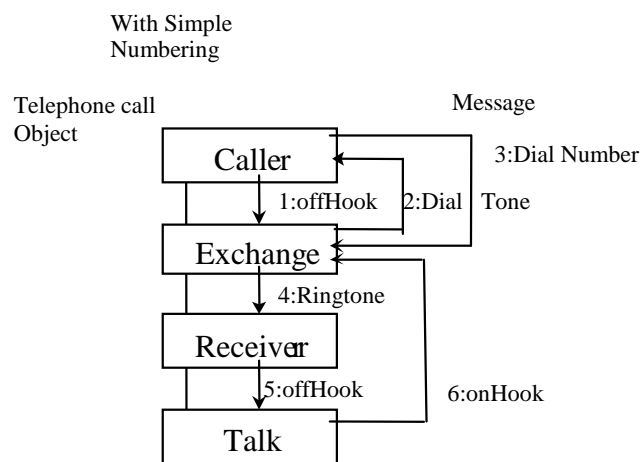 With Simple
Numbering
Telephone call
Object
Message
Caller
3:Dial Number
1:offHook
2:Dial Tone
Exchange
4:Ringtone
Receiver
5:offHook
6:onHook
Talk